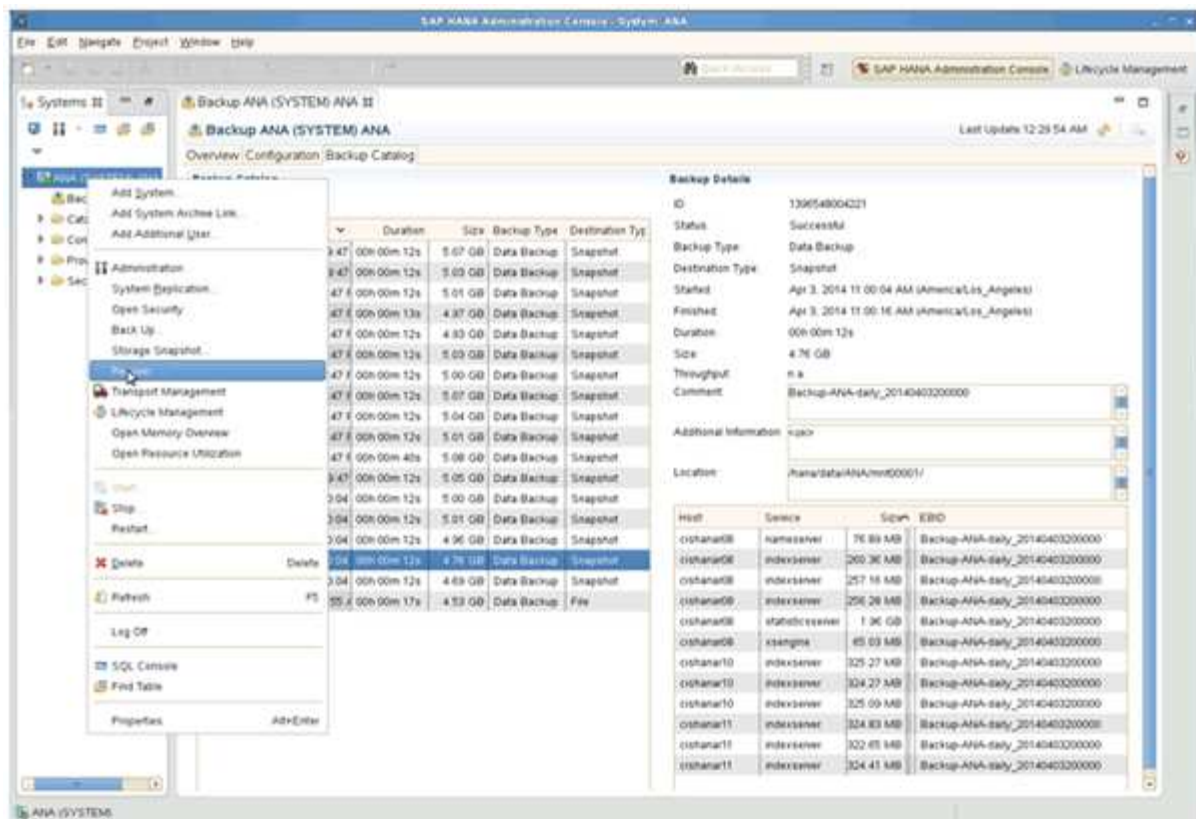 SAP HANA Administration Console - System: ANA
File Edit Navigate Project Window Help
SAP HANA Administration Console Lifecycle Management
Systems
Backup ANA (SYSTEM) ANA
Backup ANA (SYSTEM) ANA
Last Update 12:29:54 AM
Overview Configuration Backup Catalog
Add System...
Add System Archive Link...
Add Additional User...
Administration
System Replication...
Open Security
Back Up...
Storage Snapshot...
Transport Management
Lifecycle Management
Open Memory Overview
Open Resource Utilization
Start...
Stop...
Restart...
Delete Delete
Refresh F5
Log Off
SQL Console
Find Table
Properties Alt+Enter
Duration Size Backup Type Destination Typ
00h 00m 12s 5.07 GB Data Backup Snapshot
00h 00m 12s 5.03 GB Data Backup Snapshot
00h 00m 12s 5.01 GB Data Backup Snapshot
00h 00m 13s 4.97 GB Data Backup Snapshot
00h 00m 12s 4.93 GB Data Backup Snapshot
00h 00m 12s 5.03 GB Data Backup Snapshot
00h 00m 12s 5.00 GB Data Backup Snapshot
00h 00m 12s 5.07 GB Data Backup Snapshot
00h 00m 12s 5.04 GB Data Backup Snapshot
00h 00m 12s 5.01 GB Data Backup Snapshot
00h 00m 40s 5.08 GB Data Backup Snapshot
00h 00m 12s 5.05 GB Data Backup Snapshot
00h 00m 12s 5.00 GB Data Backup Snapshot
00h 00m 12s 5.01 GB Data Backup Snapshot
00h 00m 12s 4.96 GB Data Backup Snapshot
00h 00m 12s 4.76 GB Data Backup Snapshot
00h 00m 12s 4.69 GB Data Backup Snapshot
00h 00m 17s 4.53 GB Data Backup File
Backup Details
ID 1396548004221
Status Successful
Backup Type Data Backup
Destination Type Snapshot
Started Apr 3, 2014 11:00:04 AM (America/Los_Angeles)
Finished Apr 3, 2014 11:00:16 AM (America/Los_Angeles)
Duration 00h 00m 12s
Size 4.76 GB
Throughput n.a.
Comment Backup-ANA-daily_20140403200000
Additional Information <ok>
Location /hana/data/ANA/mnt00001/
Host Service Size EBID
cishanar08 nameserver 76.89 MB Backup-ANA-daily_20140403200000
cishanar08 indexserver 260.36 MB Backup-ANA-daily_20140403200000
cishanar08 indexserver 257.16 MB Backup-ANA-daily_20140403200000
cishanar08 indexserver 256.28 MB Backup-ANA-daily_20140403200000
cishanar08 statisticsserver 1.96 GB Backup-ANA-daily_20140403200000
cishanar08 xsengine 65.03 MB Backup-ANA-daily_20140403200000
cishanar10 indexserver 325.27 MB Backup-ANA-daily_20140403200000
cishanar10 indexserver 324.27 MB Backup-ANA-daily_20140403200000
cishanar10 indexserver 325.09 MB Backup-ANA-daily_20140403200000
cishanar11 indexserver 324.83 MB Backup-ANA-daily_20140403200000
cishanar11 indexserver 322.65 MB Backup-ANA-daily_20140403200000
cishanar11 indexserver 324.41 MB Backup-ANA-daily_20140403200000
ANA (SYSTEM)